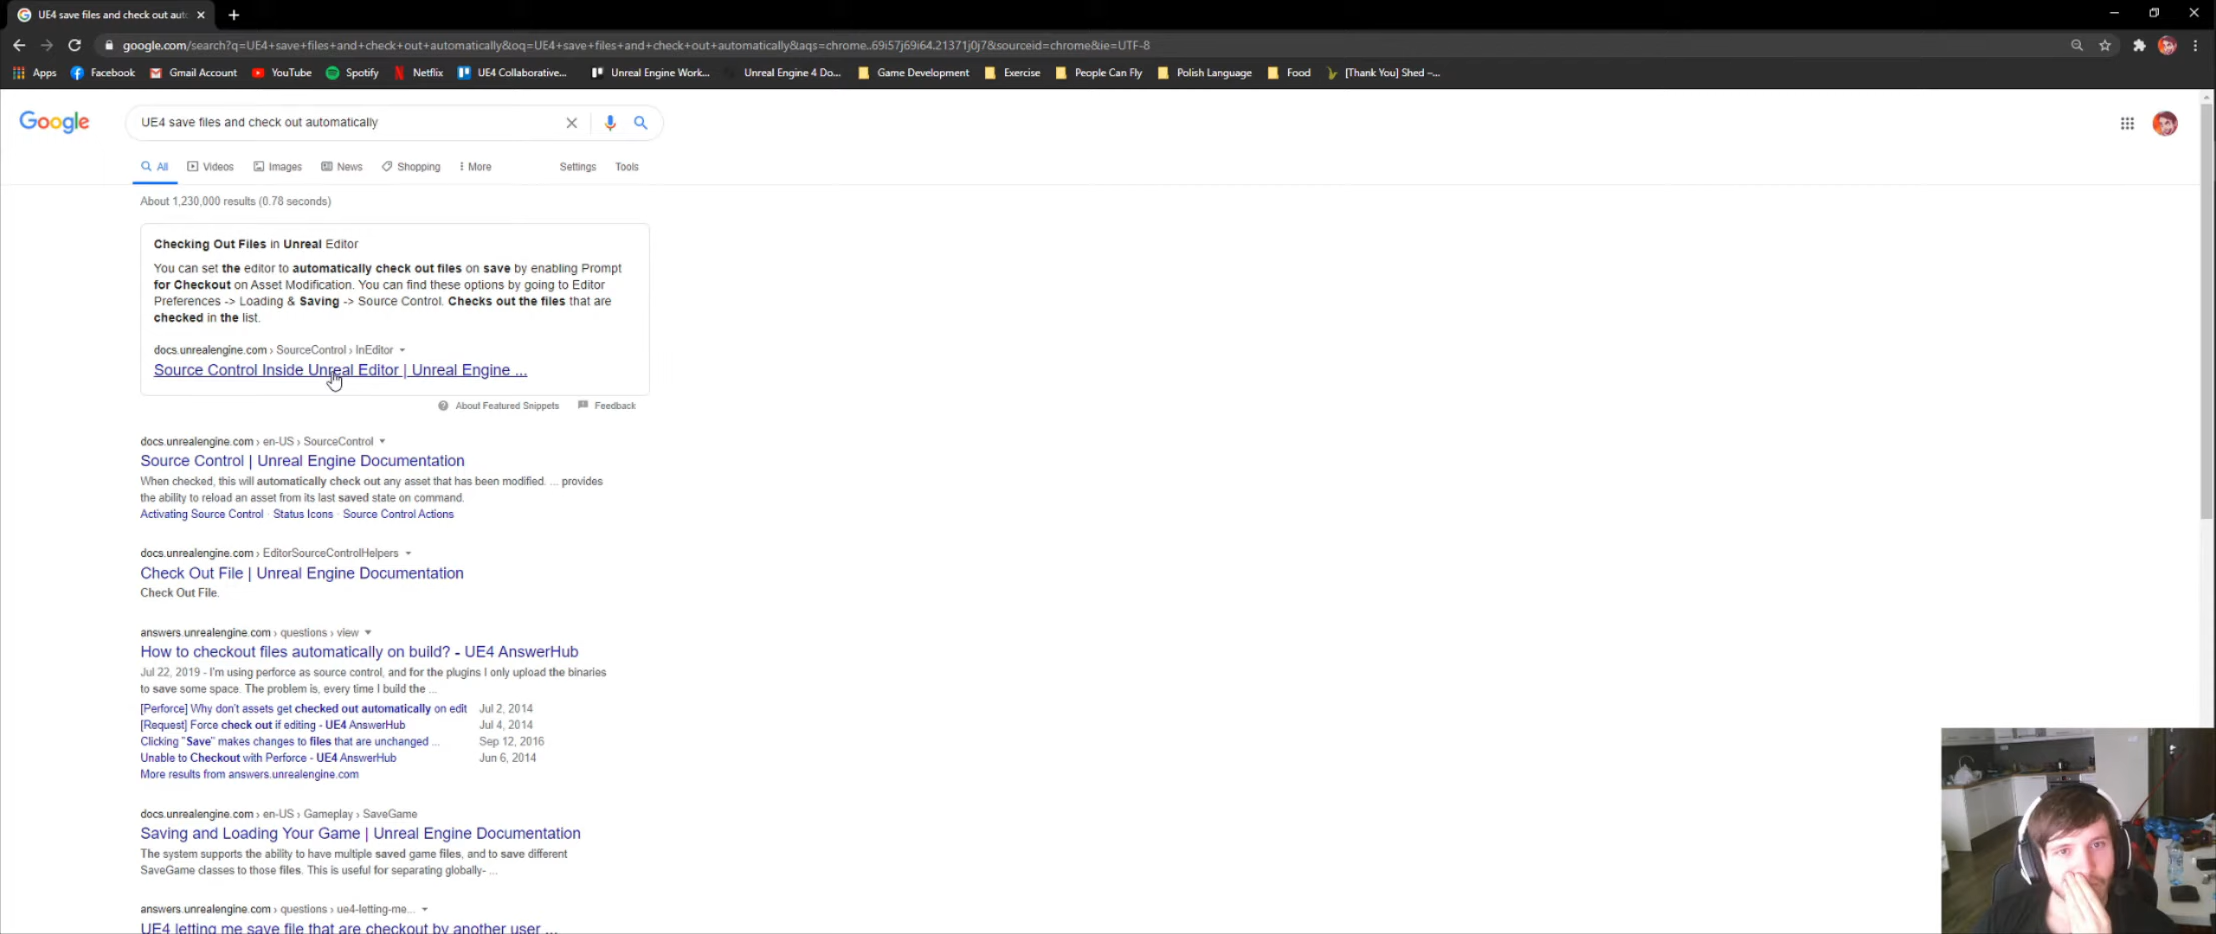 UE4 save files and check out aut
google.com/search?q=UE4+save+files+and+check+out+automatically&oq=UE4+save+files+and+check+out+automatically&aqs=chrome..69i57j69i64.21371j0j7&sourceid=chrome&ie=UTF-8
Apps Facebook Gmail Account YouTube Spotify Netflix UE4 Collaborative... Unreal Engine Work... Unreal Engine 4 Do... Game Development Exercise People Can Fly Polish Language Food [Thank You] Shed –...
Google UE4 save files and check out automatically
All Videos Images News Shopping More Settings Tools
About 1,230,000 results (0.78 seconds)
Checking Out Files in Unreal Editor
You can set the editor to automatically check out files on save by enabling Prompt
for Checkout on Asset Modification. You can find these options by going to Editor
Preferences -> Loading & Saving -> Source Control. Checks out the files that are
checked in the list.
docs.unrealengine.com › SourceControl › InEditor
Source Control Inside Unreal Editor | Unreal Engine ...
About Featured Snippets Feedback
docs.unrealengine.com › en-US › SourceControl
Source Control | Unreal Engine Documentation
When checked, this will automatically check out any asset that has been modified. ... provides
the ability to reload an asset from its last saved state on command.
Activating Source Control · Status Icons · Source Control Actions
docs.unrealengine.com › EditorSourceControlHelpers
Check Out File | Unreal Engine Documentation
Check Out File.
answers.unrealengine.com › questions › view
How to checkout files automatically on build? - UE4 AnswerHub
Jul 22, 2019 - I'm using perforce as source control, and for the plugins I only upload the binaries
to save some space. The problem is, every time I build the ...
[Perforce] Why don't assets get checked out automatically on edit Jul 2, 2014
[Request] Force check out if editing - UE4 AnswerHub Jul 4, 2014
Clicking "Save" makes changes to files that are unchanged ... Sep 12, 2016
Unable to Checkout with Perforce - UE4 AnswerHub Jun 6, 2014
More results from answers.unrealengine.com
docs.unrealengine.com › en-US › Gameplay › SaveGame
Saving and Loading Your Game | Unreal Engine Documentation
The system supports the ability to have multiple saved game files, and to save different
SaveGame classes to those files. This is useful for separating globally- ...
answers.unrealengine.com › questions › ue4-letting-me...
UE4 letting me save file that are checkout by another user ...